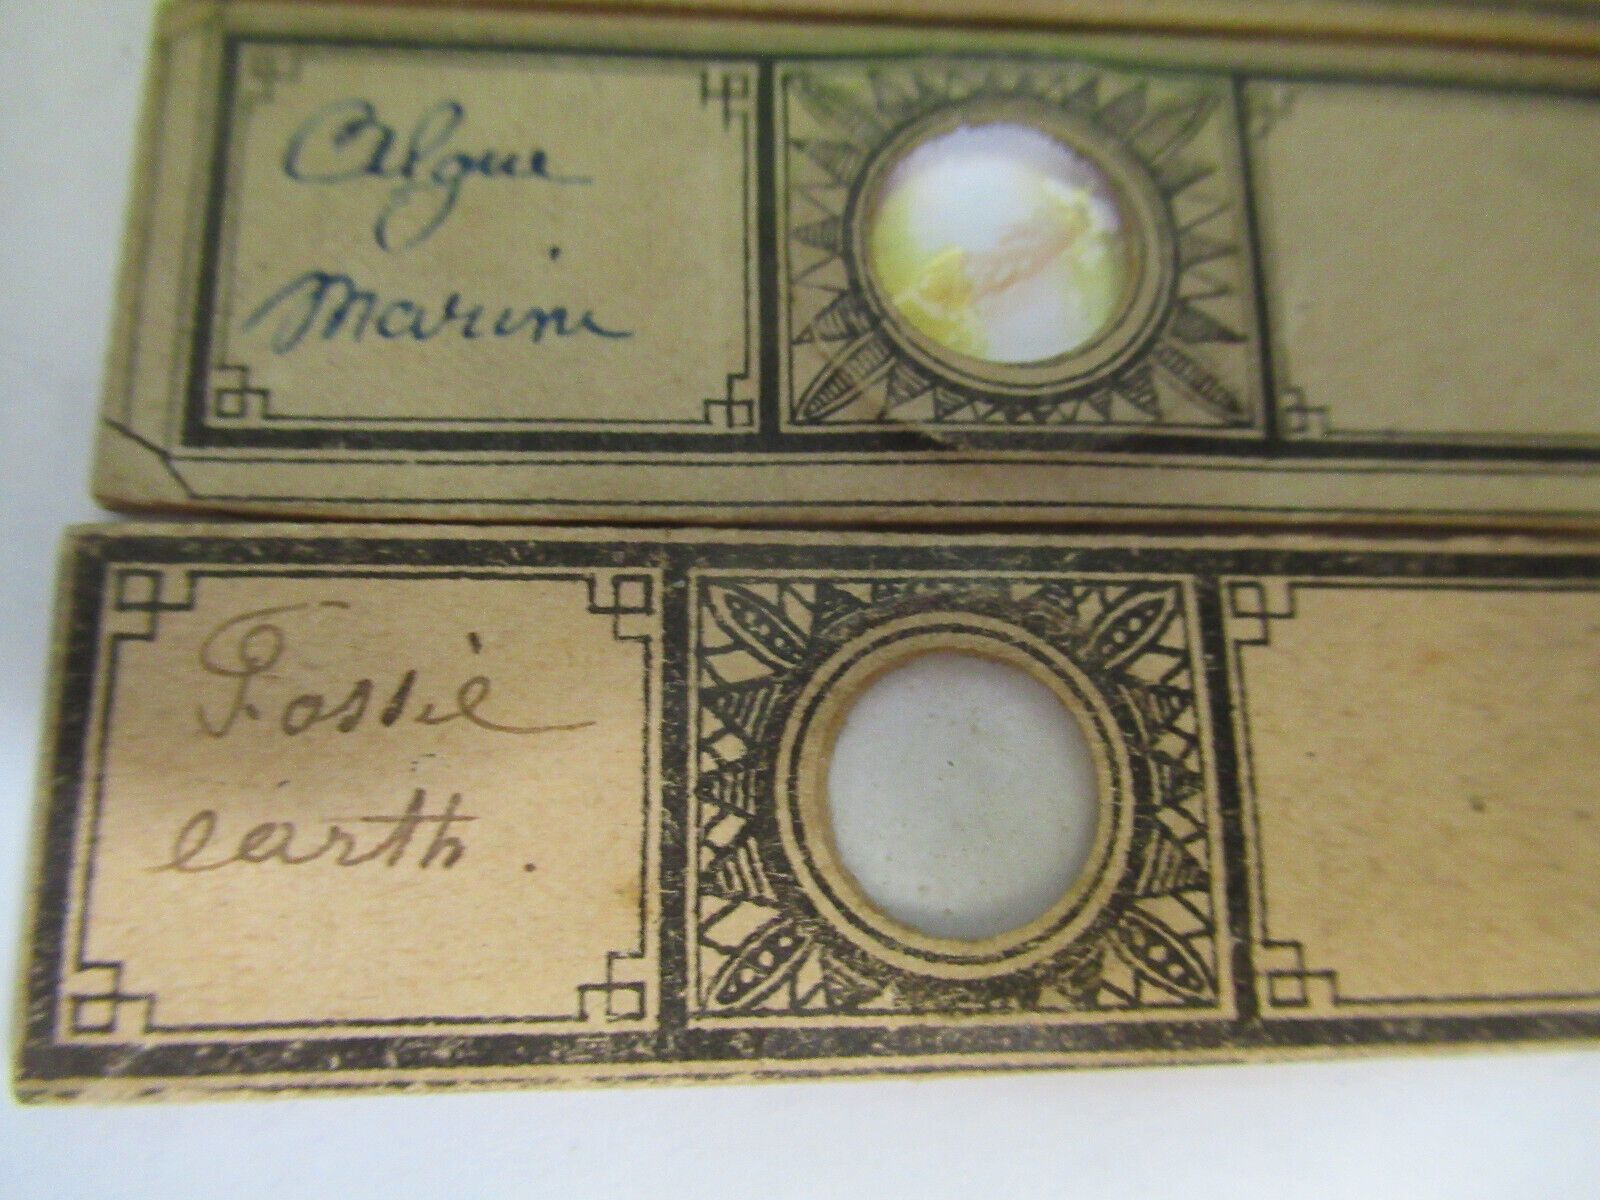 Algue
Marine
Fossil
earth.